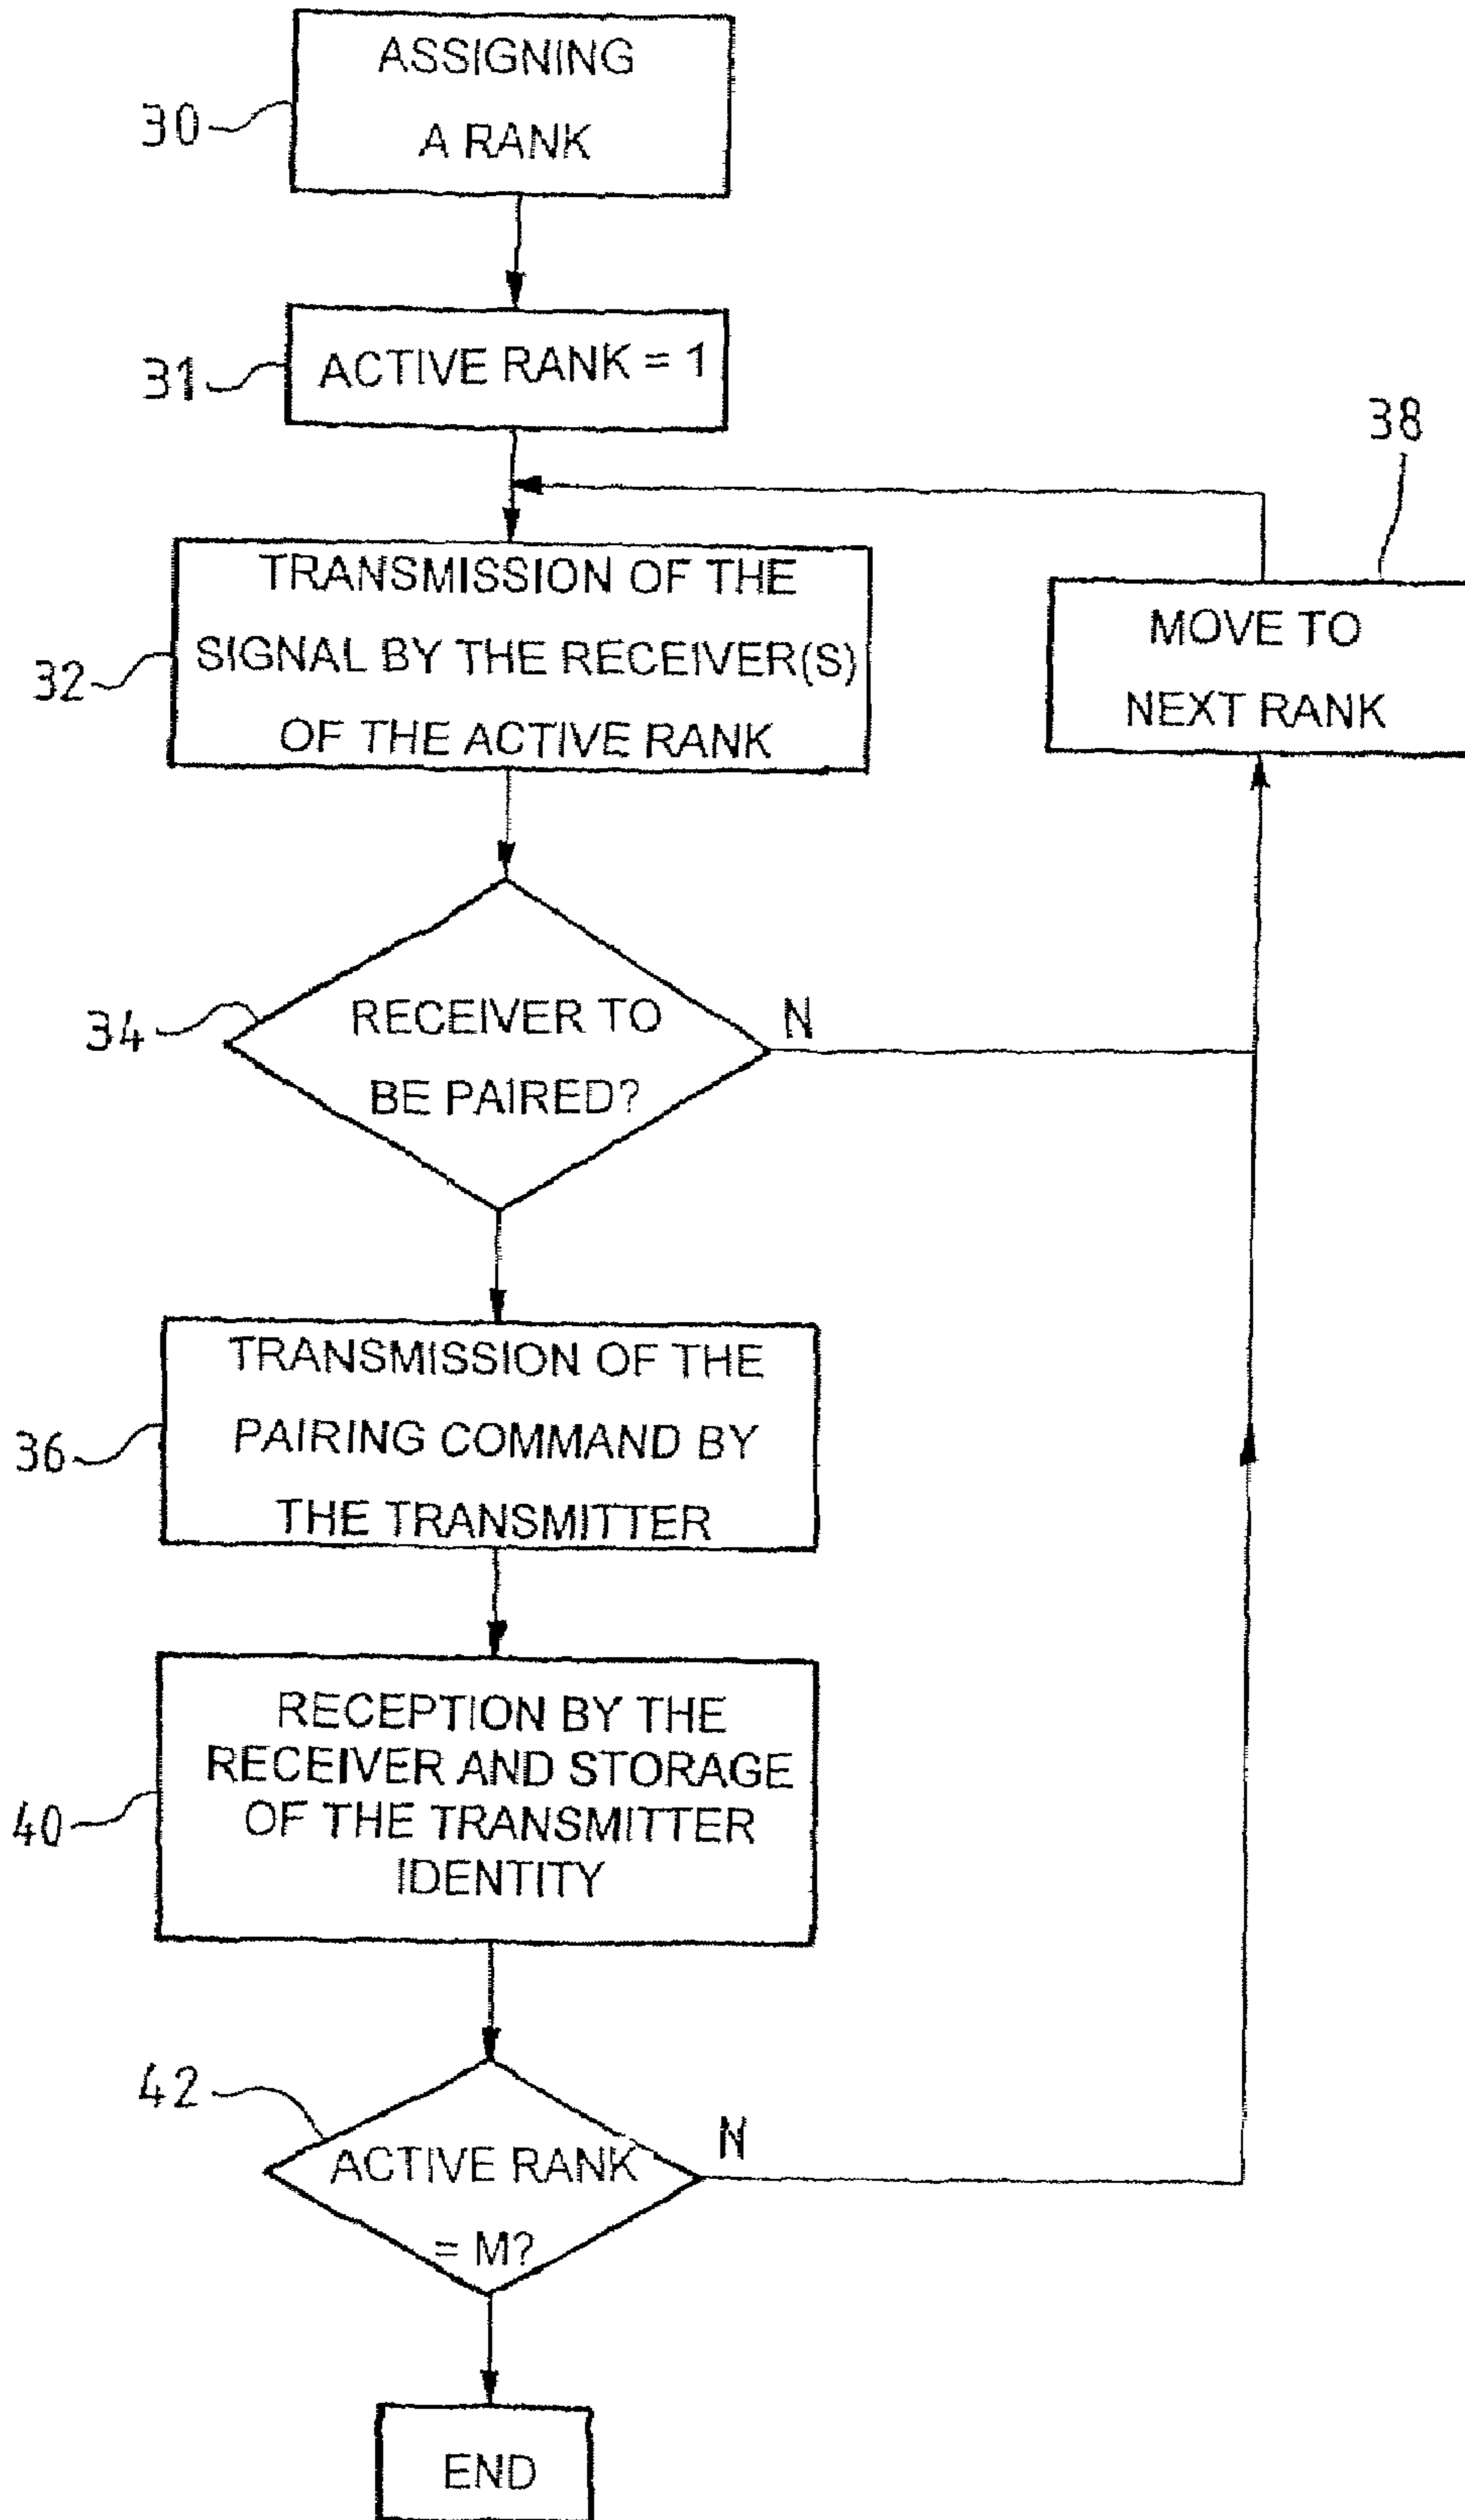 ASSIGNING
A RANK
30
ACTIVE RANK = 1
31
38
TRANSMISSION OF THE
SIGNAL BY THE RECEIVER(S)
OF THE ACTIVE RANK
32
MOVE TO
NEXT RANK
RECEIVER TO
BE PAIRED?
34
N
TRANSMISSION OF THE
PAIRING COMMAND BY
THE TRANSMITTER
36
RECEPTION BY THE
RECEIVER AND STORAGE
OF THE TRANSMITTER
IDENTITY
40
42
ACTIVE RANK
= M?
N
END